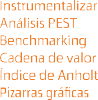 Instrumentalizar
Análisis PEST
Benchmarking
Cadena de valor
Índice de Anholt
Pizarras gráficas